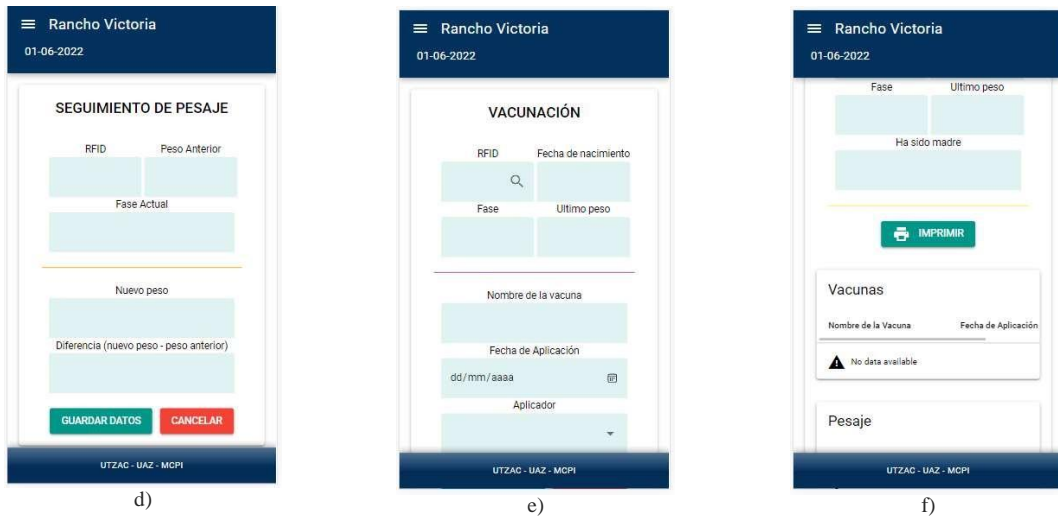 Rancho Victoria
01-06-2022
SEGUIMIENTO DE PESAJE
RFID Peso Anterior
Fase Actual
Nuevo peso
Diferencia (nuevo peso - peso anterior)
GUARDAR DATOS CANCELAR
UTZAC - UAZ - MCPI
d)
Rancho Victoria
01-06-2022
VACUNACIÓN
RFID Fecha de nacimiento
Fase Ultimo peso
Nombre de la vacuna
Fecha de Aplicación
dd/mm/aaaa
Aplicador
UTZAC - UAZ - MCPI
e)
Rancho Victoria
01-06-2022
Fase Ultimo peso
Ha sido madre
IMPRIMIR
Vacunas
Nombre de la Vacuna Fecha de Aplicación
No data available
Pesaje
UTZAC - UAZ - MCPI
f)